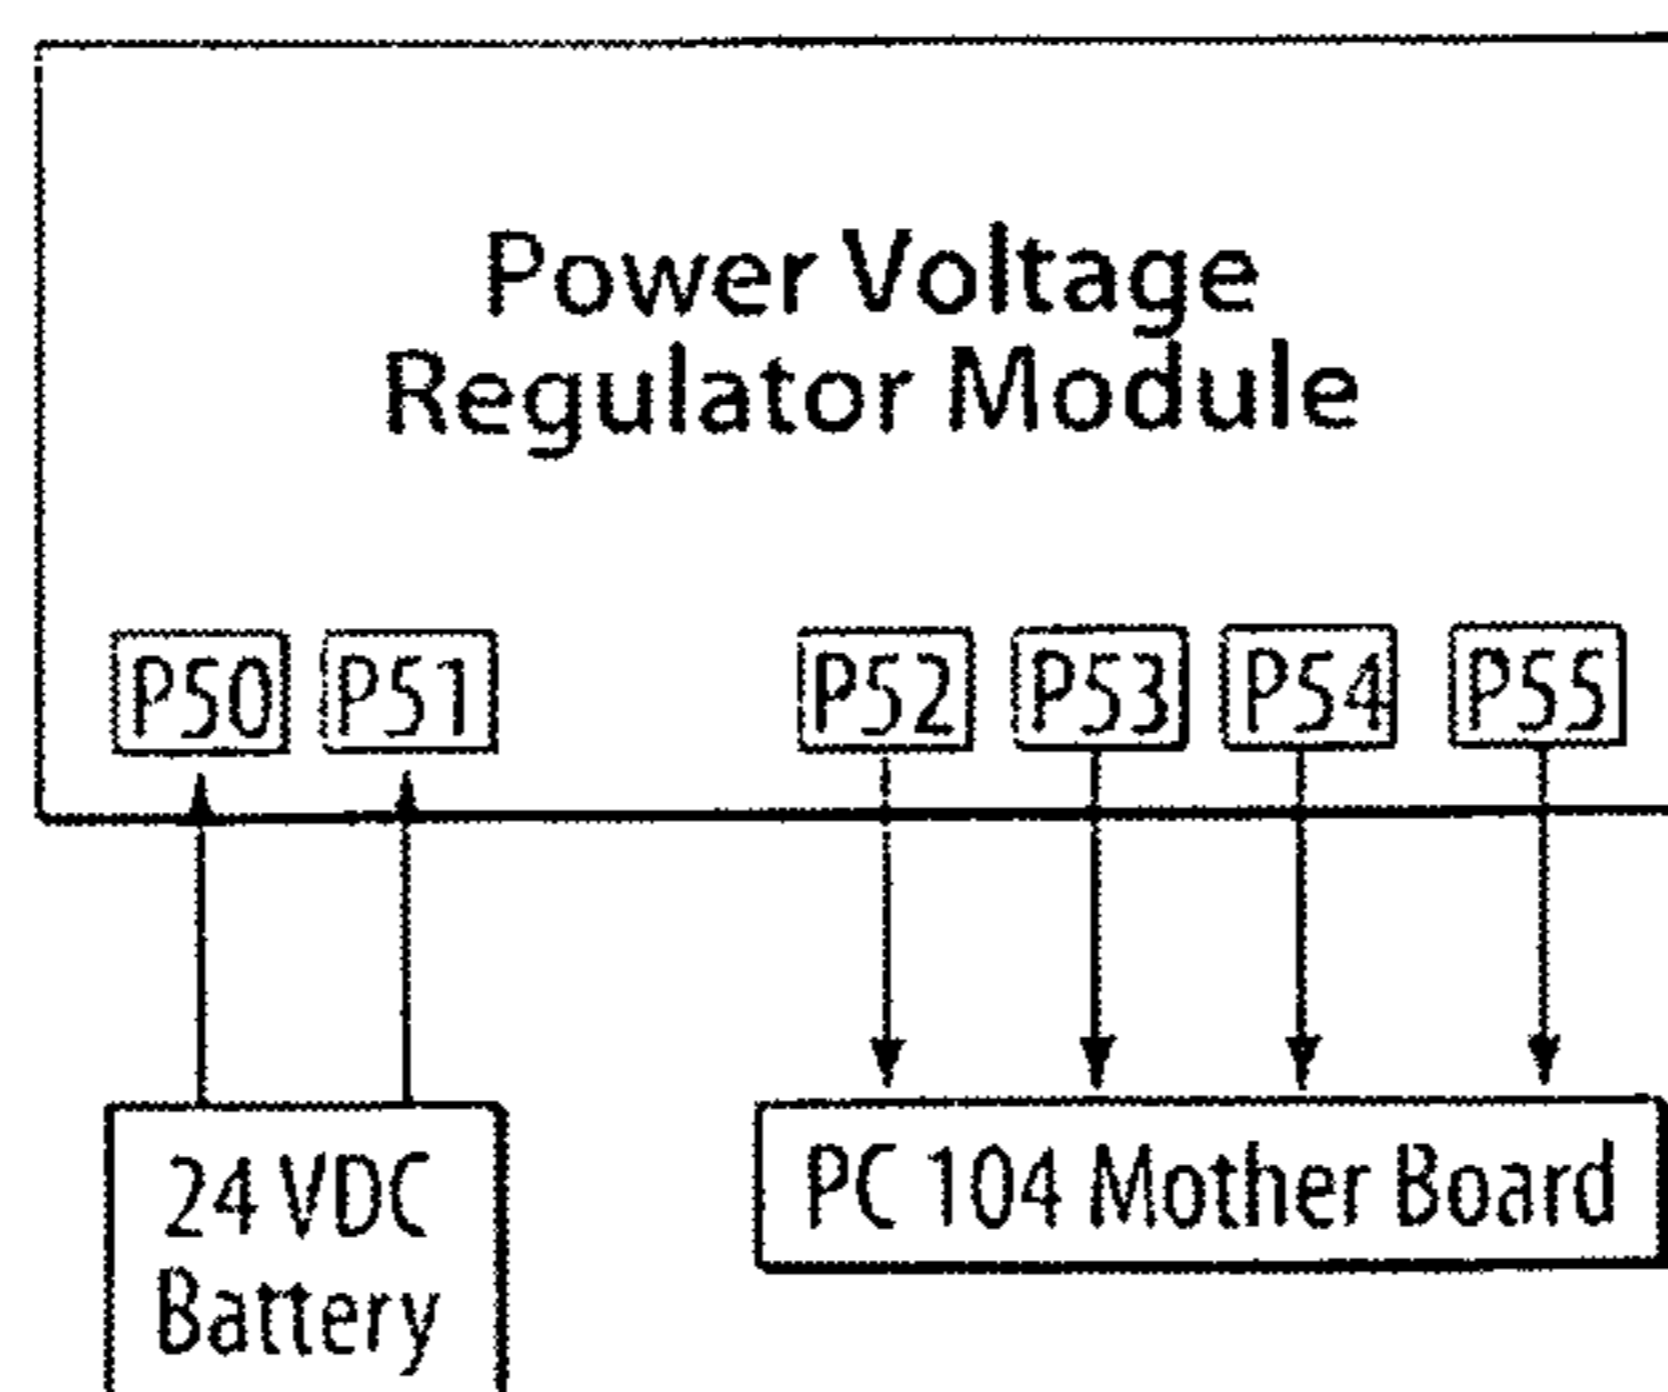 Power Voltage
Regulator Module
P50 P51 P52 P53 P54 P55
24 VDC
Battery
PC 104 Mother Board